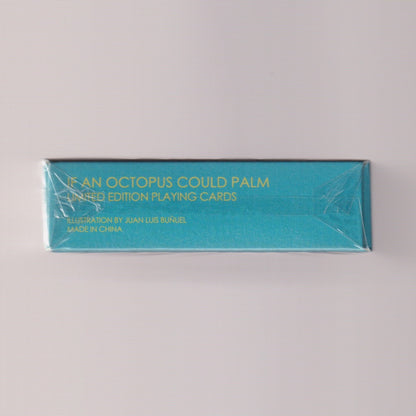 IF AN OCTOPUS COULD PALM
LIMITED EDITION PLAYING CARDS
ILLUSTRATION BY JUAN LUIS BUÑUEL
MADE IN CHINA